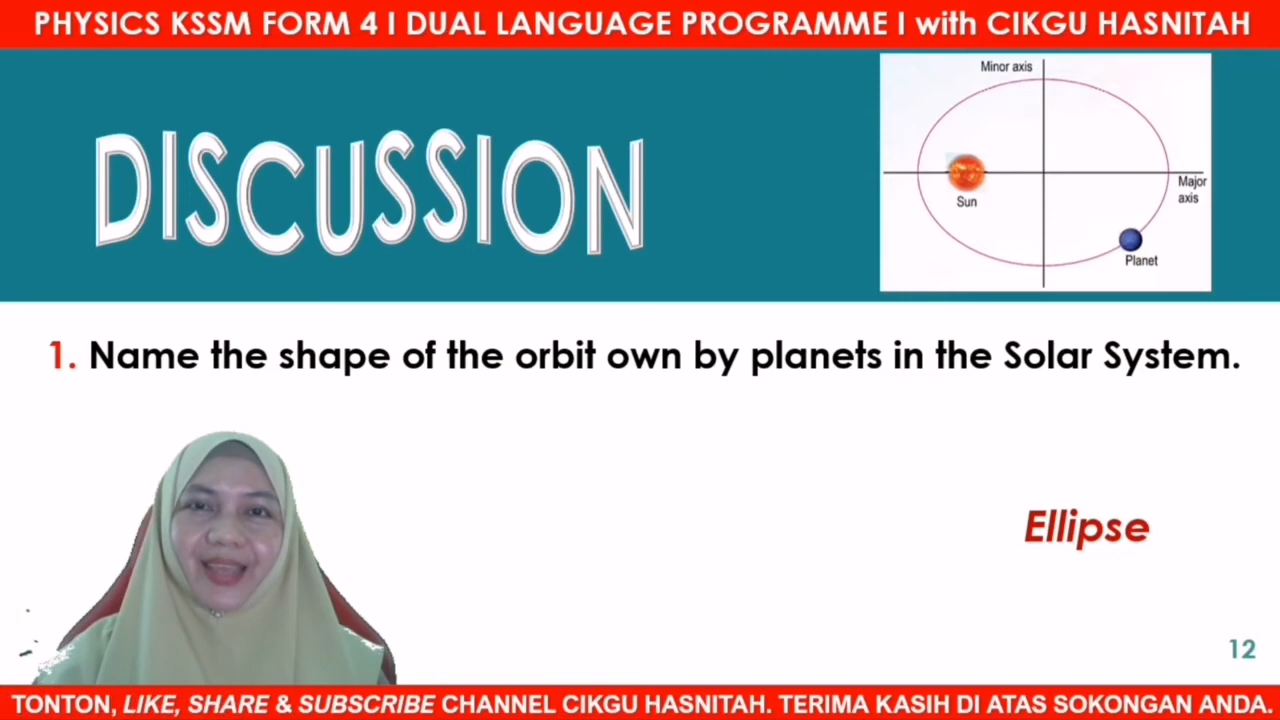 PHYSICS KSSM FORM 4 I DUAL LANGUAGE PROGRAMME I with CIKGU HASNITAH
DISCUSSION
Minor axis
Sun
Major
axis
Planet
1. Name the shape of the orbit own by planets in the Solar System.
Ellipse
12
TONTON, LIKE, SHARE & SUBSCRIBE CHANNEL CIKGU HASNITAH. TERIMA KASIH DI ATAS SOKONGAN ANDA.